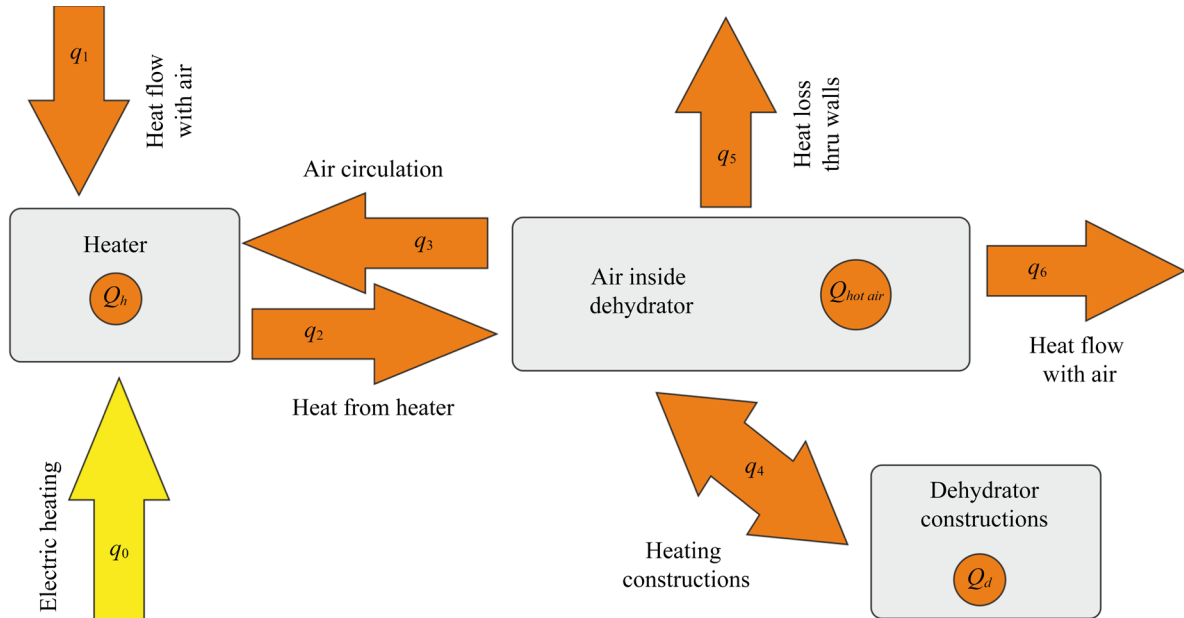 q1
Heat flow
with air
Air circulation
q3
Heater
Qh
q2
Heat from heater
Electric heating
q0
q5
Heat loss
thru walls
Air inside
dehydrator
Qhot air
q6
Heat flow
with air
q4
Heating
constructions
Dehydrator
constructions
Qd